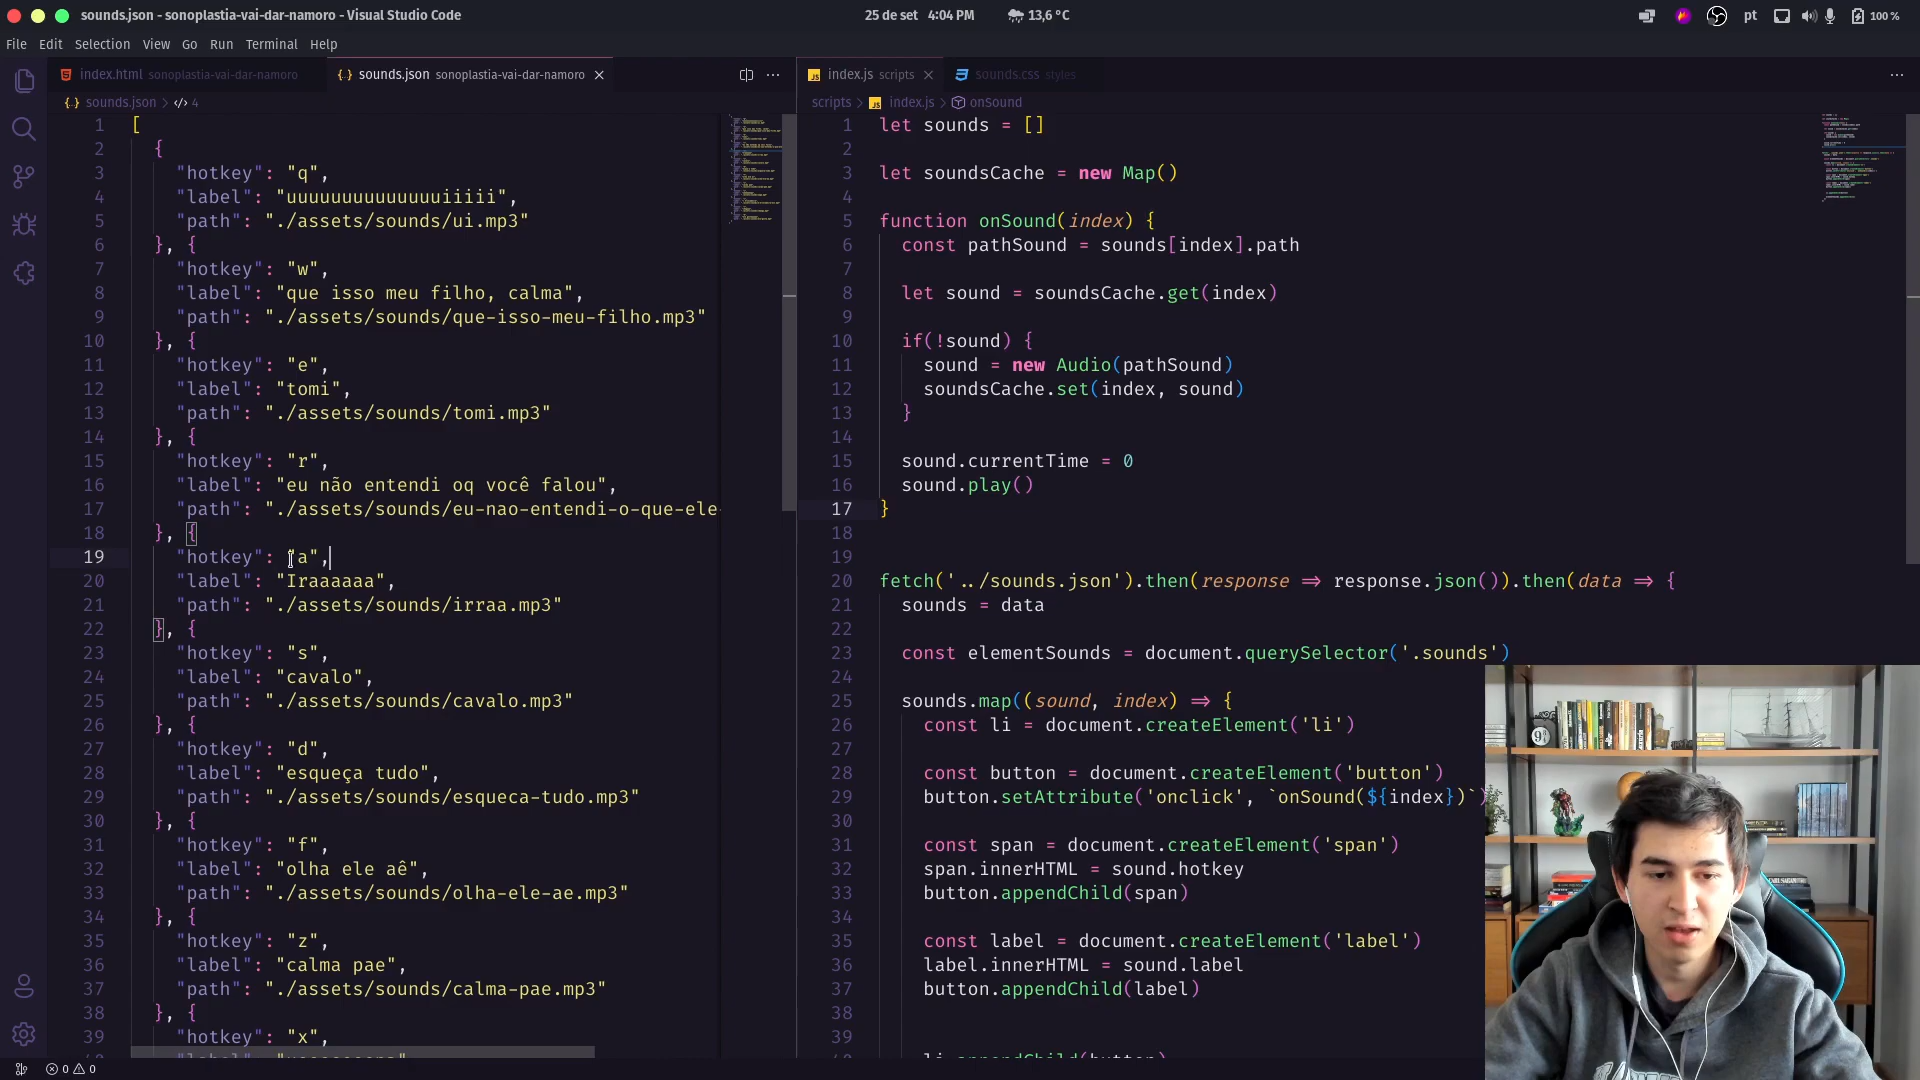 sounds.json - sonoplastia-vai-dar-namoro - Visual Studio Code
25 de set 4:04 PM
13,6 °C
pt
100 %
File Edit Selection View Go Run Terminal Help
index.html sonoplastia-vai-dar-namoro
{..} sounds.json sonoplastia-vai-dar-namoro
{..} sounds.json > 4
1 [
2 {
3 "hotkey": "q",
4 "label": "uuuuuuuuuuuuuuiiiii",
5 "path": "./assets/sounds/ui.mp3"
6 }, {
7 "hotkey": "w",
8 "label": "que isso meu filho, calma",
9 "path": "./assets/sounds/que-isso-meu-filho.mp3"
10 }, {
11 "hotkey": "e",
12 "label": "tomi",
13 "path": "./assets/sounds/tomi.mp3"
14 }, {
15 "hotkey": "r",
16 "label": "eu não entendi oq você falou",
17 "path": "./assets/sounds/eu-nao-entendi-o-que-ele-
18 }, {
19 "hotkey": "a",
20 "label": "Iraaaaaa",
21 "path": "./assets/sounds/irraa.mp3"
22 }, {
23 "hotkey": "s",
24 "label": "cavalo",
25 "path": "./assets/sounds/cavalo.mp3"
26 }, {
27 "hotkey": "d",
28 "label": "esqueça tudo",
29 "path": "./assets/sounds/esqueca-tudo.mp3"
30 }, {
31 "hotkey": "f",
32 "label": "olha ele aê",
33 "path": "./assets/sounds/olha-ele-ae.mp3"
34 }, {
35 "hotkey": "z",
36 "label": "calma pae",
37 "path": "./assets/sounds/calma-pae.mp3"
38 }, {
39 "hotkey": "x",
JS index.js scripts
sounds.css styles
scripts > JS index.js > onSound
1 let sounds = []
2
3 let soundsCache = new Map()
4
5 function onSound(index) {
6 const pathSound = sounds[index].path
7
8 let sound = soundsCache.get(index)
9
10 if(!sound) {
11 sound = new Audio(pathSound)
12 soundsCache.set(index, sound)
13 }
14
15 sound.currentTime = 0
16 sound.play()
17 }
18
19
20 fetch('../sounds.json').then(response ⇒ response.json()).then(data ⇒ {
21 sounds = data
22
23 const elementSounds = document.querySelector('.sounds')
24
25 sounds.map((sound, index) ⇒ {
26 const li = document.createElement('li')
27
28 const button = document.createElement('button')
29 button.setAttribute('onclick', `onSound(${index})`)
30
31 const span = document.createElement('span')
32 span.innerHTML = sound.hotkey
33 button.appendChild(span)
34
35 const label = document.createElement('label')
36 label.innerHTML = sound.label
37 button.appendChild(label)
38
39
0 0